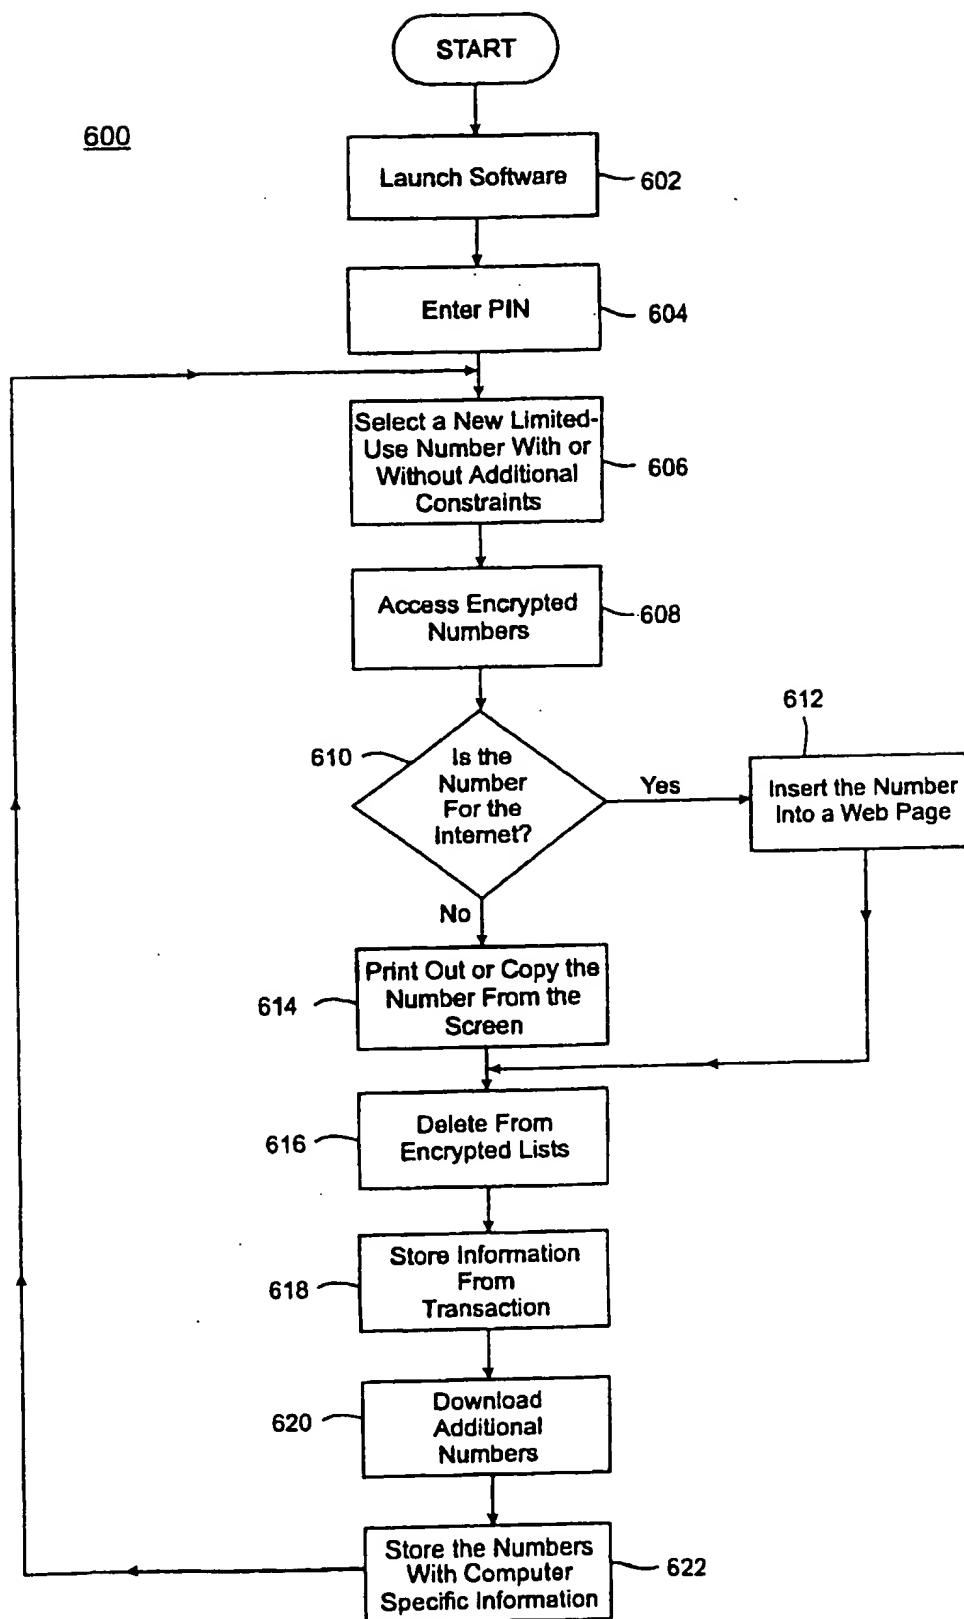 START
600
Launch Software
602
Enter PIN
604
Select a New Limited-
Use Number With or
Without Additional
Constraints
606
Access Encrypted
Numbers
608
610
Is the
Number
For the
Internet?
Yes
612
Insert the Number
Into a Web Page
No
614
Print Out or Copy the
Number From the
Screen
616
Delete From
Encrypted Lists
618
Store Information
From
Transaction
620
Download
Additional
Numbers
Store the Numbers
With Computer
Specific Information
622